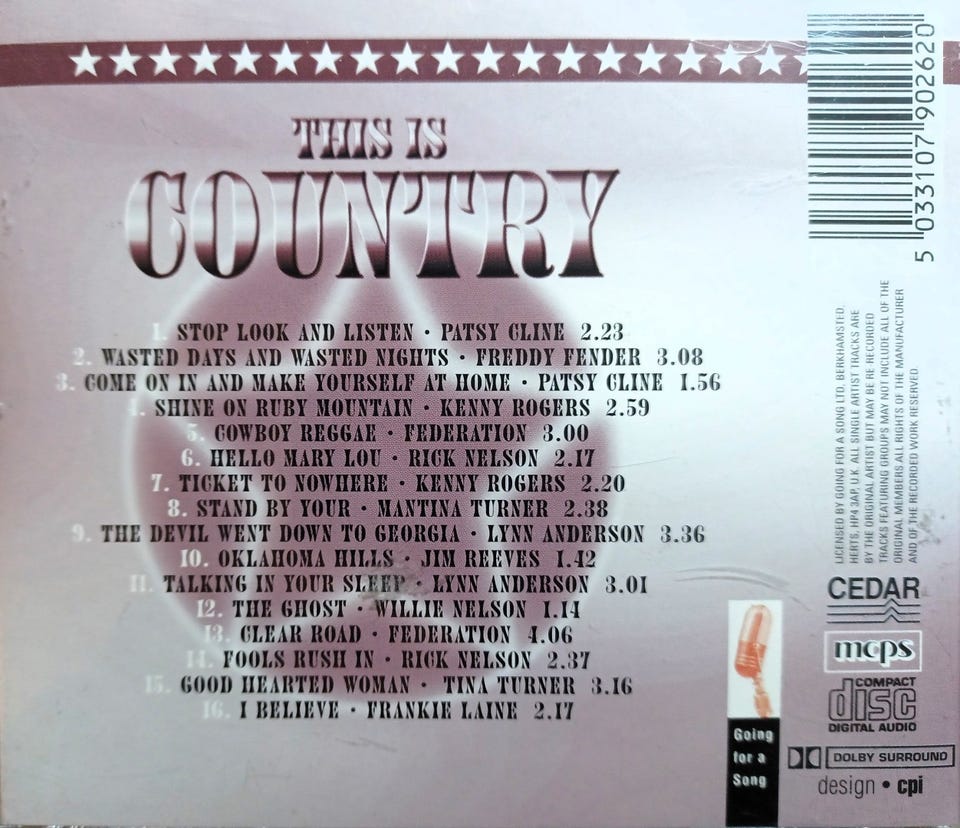 THIS IS
COUNTRY
1. STOP LOOK AND LISTEN · PATSY CLINE 2.23
2. WASTED DAYS AND WASTED NIGHTS · FREDDY FENDER 3.08
3. COME ON IN AND MAKE YOURSELF AT HOME · PATSY CLINE 1.56
4. SHINE ON RUBY MOUNTAIN · KENNY ROGERS 2.59
5. COWBOY REGGAE · FEDERATION 3.00
6. HELLO MARY LOU · RICK NELSON 2.17
7. TICKET TO NOWHERE · KENNY ROGERS 2.20
8. STAND BY YOUR · MANTINA TURNER 2.38
9. THE DEVIL WENT DOWN TO GEORGIA · LYNN ANDERSON 3.36
10. OKLAHOMA HILLS · JIM REEVES 1.42
11. TALKING IN YOUR SLEEP · LYNN ANDERSON 3.01
12. THE GHOST · WILLIE NELSON 1.14
13. CLEAR ROAD · FEDERATION 4.06
14. FOOLS RUSH IN · RICK NELSON 2.37
15. GOOD HEARTED WOMAN · TINA TURNER 3.16
16. I BELIEVE · FRANKIE LAINE 2.17
5 033107 902620
LICENSED BY GOING FOR A SONG LTD, BERKHAMSTED,
HERTS, HP4 3AP, U.K. ALL SINGLE ARTIST TRACKS ARE
BY THE ORIGINAL ARTIST BUT MAY BE RE-RECORDED
TRACKS FEATURING GROUPS MAY NOT INCLUDE ALL OF THE
ORIGINAL MEMBERS ALL RIGHTS OF THE MANUFACTURER
AND OF THE RECORDED WORK RESERVED.
CEDAR
mcps
COMPACT
disc
DIGITAL AUDIO
DOLBY SURROUND
design • cpi
Going
for a
Song